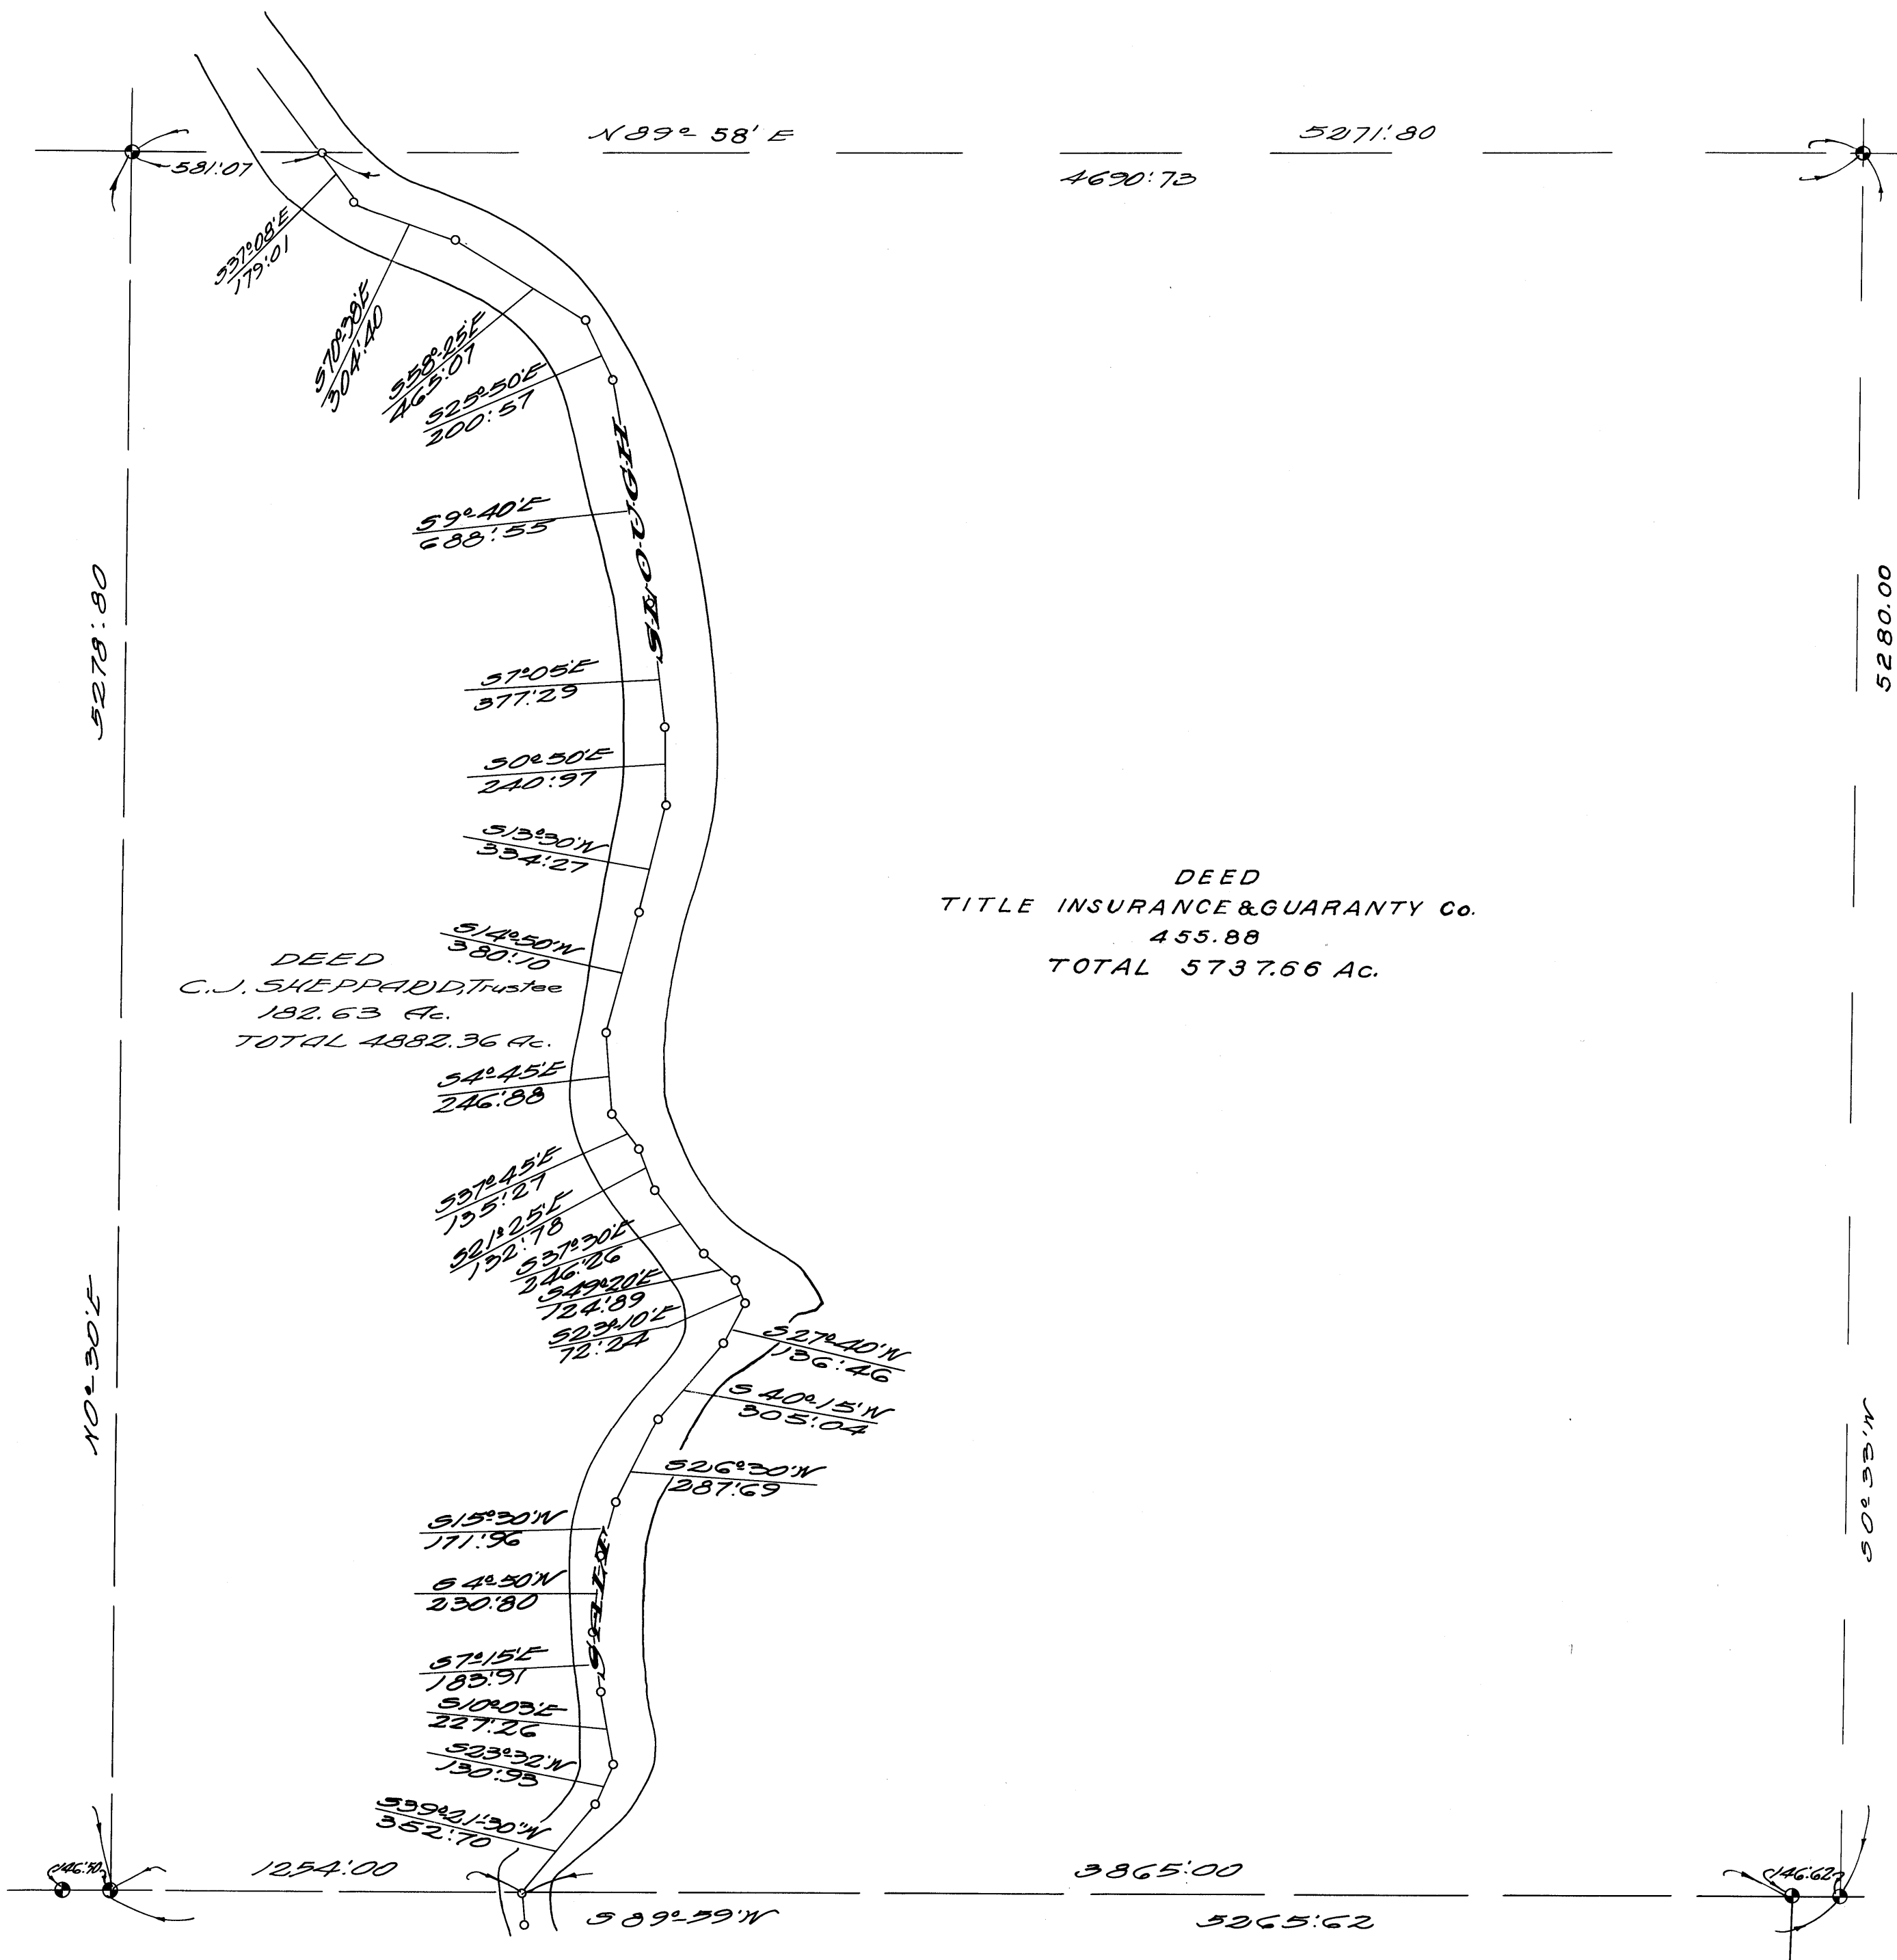 N89°-58'E
5271'.80
581'.07
4690'.73
S37°08'E
179'.01
S70°38'E
304'.40
S58°-25'E
465'.07
S25°-50'E
200'.57
SLOUGH
S9°-40'E
688'.55
5278'.80
5280.00
S7°05'E
377'.29
S0°50'E
240'.97
S13°30'W
334'.27
S14°50'W
380'.10
DEED
C.J. SHEPPARD, Trustee
182.63 Ac.
TOTAL 4882.36 Ac.
DEED
TITLE INSURANCE & GUARANTY Co.
455.88
TOTAL 5737.66 Ac.
S4°-45'E
246'.88
S37°45'E
135'.27
S21°25'E
132'.78
S37°30'E
246'.26
S49°20'E
124'.89
S23°10'E
72'.24
S27°40'W
136'.46
S40°15'W
305'.04
S26°30'W
287'.69
N0°-30'E
S0°33'W
S15°30'W
171'.96
S4°50'W
230'.80
S7°15'E
183'.91
S10°03'E
227'.26
S23°32'W
130'.93
S39°21'30"W
352'.70
146'.50
1254'.00
3865'.00
146'.62
S89°-59'W
5265'.62